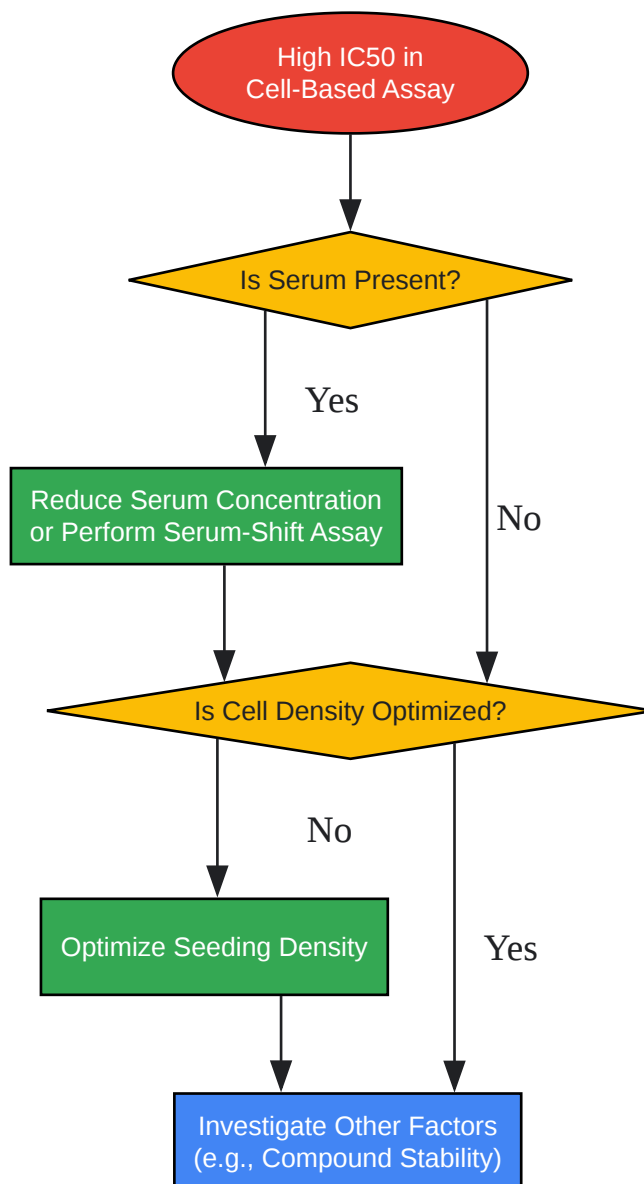 High IC50 in
Cell-Based Assay
Is Serum Present?
Yes
Reduce Serum Concentration
or Perform Serum-Shift Assay
No
Is Cell Density Optimized?
No
Optimize Seeding Density
Yes
Investigate Other Factors
(e.g., Compound Stability)